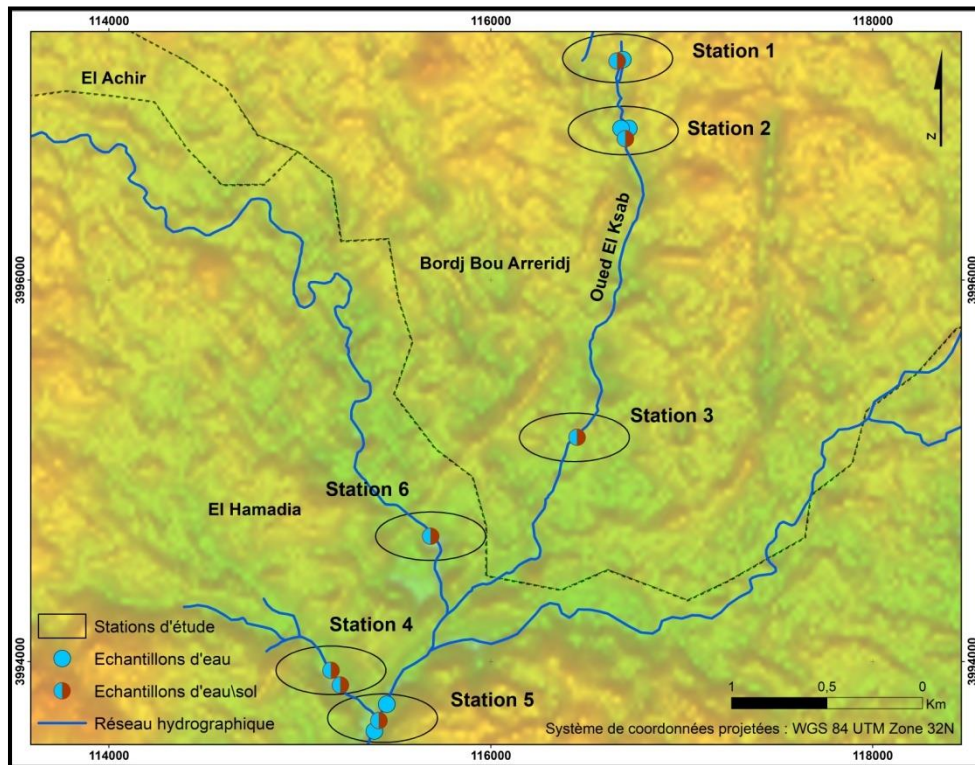 114000 116000 118000
Station 1
El Achir
Station 2
N
Oued El Ksab
Bordj Bou Arreridj
3996000 3996000
Station 3
Station 6
El Hamadia
Station 4
Stations d'étude
Echantillons d'eau
3994000 3994000
Echantillons d'eau\sol
Station 5
1 0,5 0
Km
Réseau hydrographique
Système de coordonnées projetées : WGS 84 UTM Zone 32N
114000 116000 118000